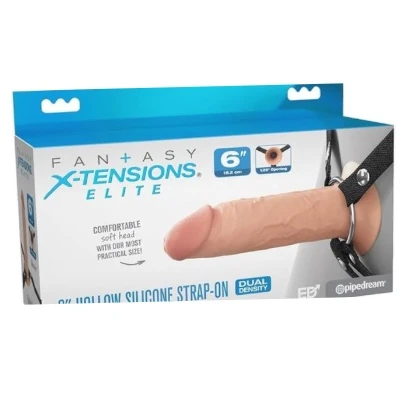 FANTASY
X-TENSIONS®
ELITE
6"
COMFORTABLE
soft head
WITH OUR MOST
PRACTICAL SIZE!
6" HOLLOW SILICONE STRAP-ON
DUAL
DENSITY
pipedream®